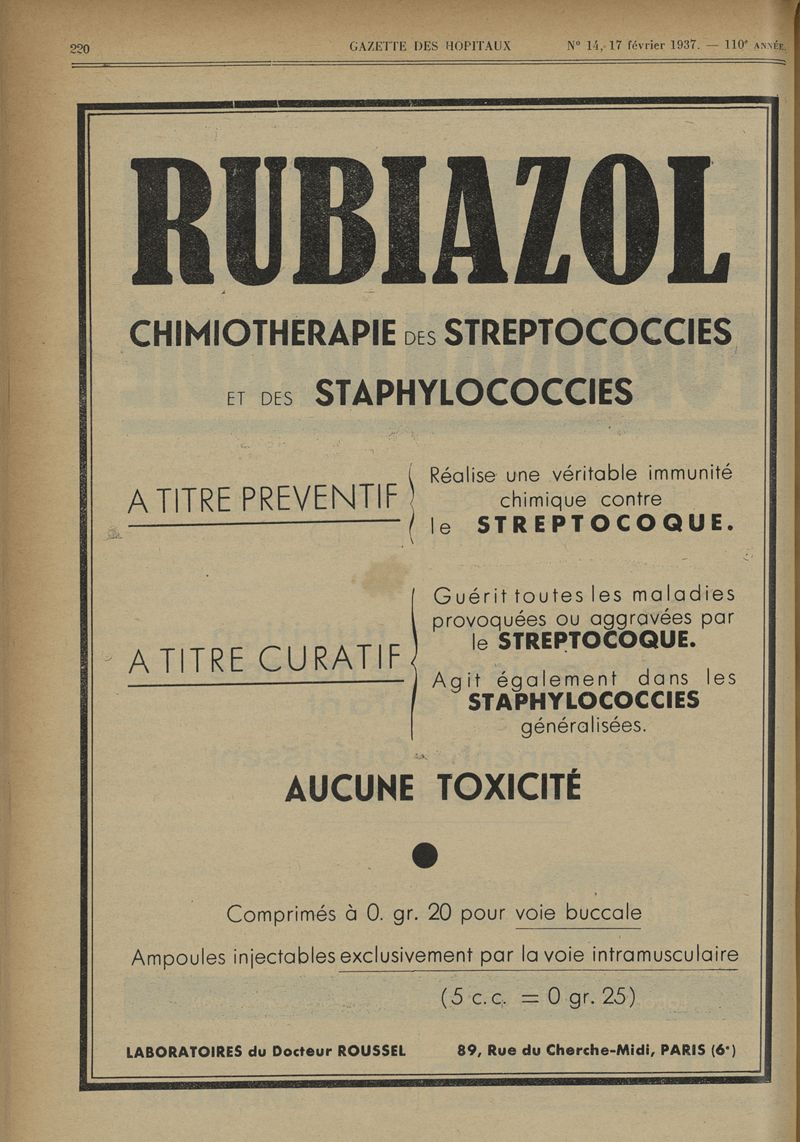 220 GAZETTE DES HOPITAUX N° 14, 17 février 1937. — 110e ANNÉE.
RUBIAZOL
CHIMIOTHERAPIE DES STREPTOCOCCIES
ET DES STAPHYLOCOCCIES
A TITRE PREVENTIF
Réalise une véritable immunité
chimique contre
le STREPTOCOQUE.
A TITRE CURATIF
Guérit toutes les maladies
provoquées ou aggravées par
le STREPTOCOQUE.
Agit également dans les
STAPHYLOCOCCIES
généralisées.
AUCUNE TOXICITÉ
Comprimés à 0. gr. 20 pour voie buccale
Ampoules injectables exclusivement par la voie intramusculaire
(5 c.c. = 0 gr. 25)
LABORATOIRES du Docteur ROUSSEL 89, Rue du Cherche-Midi, PARIS (6e)